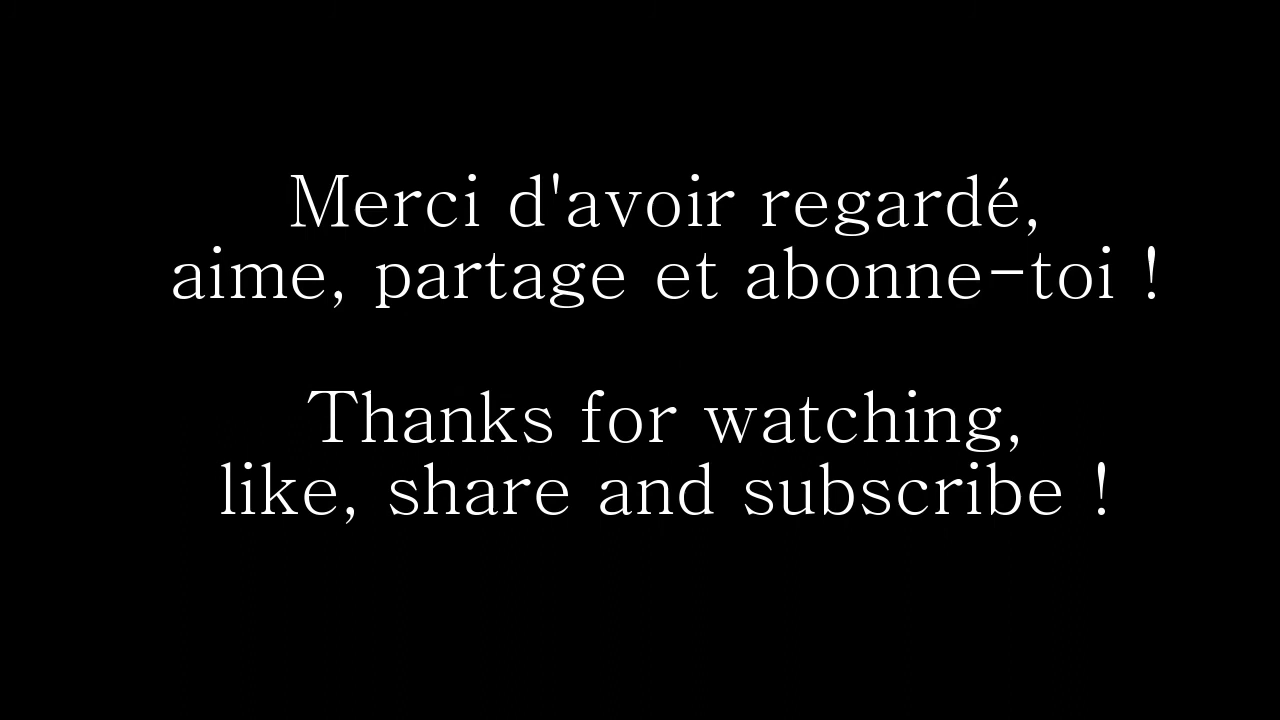 Merci d'avoir regardé,
aime, partage et abonne-toi !
Thanks for watching,
like, share and subscribe !